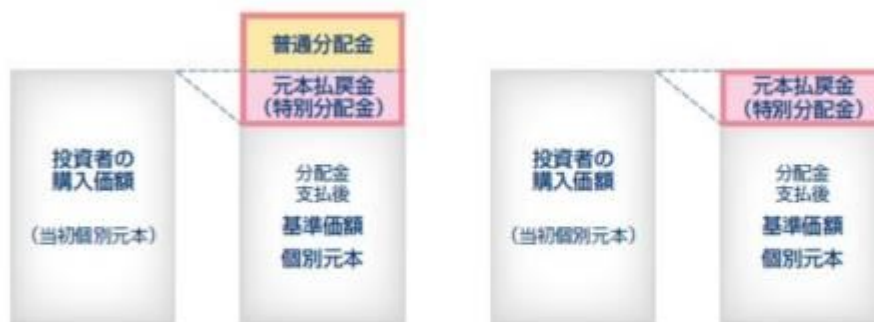 普通分配金
元本払戻金
（特別分配金）
投資者の
購入価額
（当初個別元本）
分配金
支払後
基準価額
個別元本
元本払戻金
（特別分配金）
投資者の
購入価額
（当初個別元本）
分配金
支払後
基準価額
個別元本